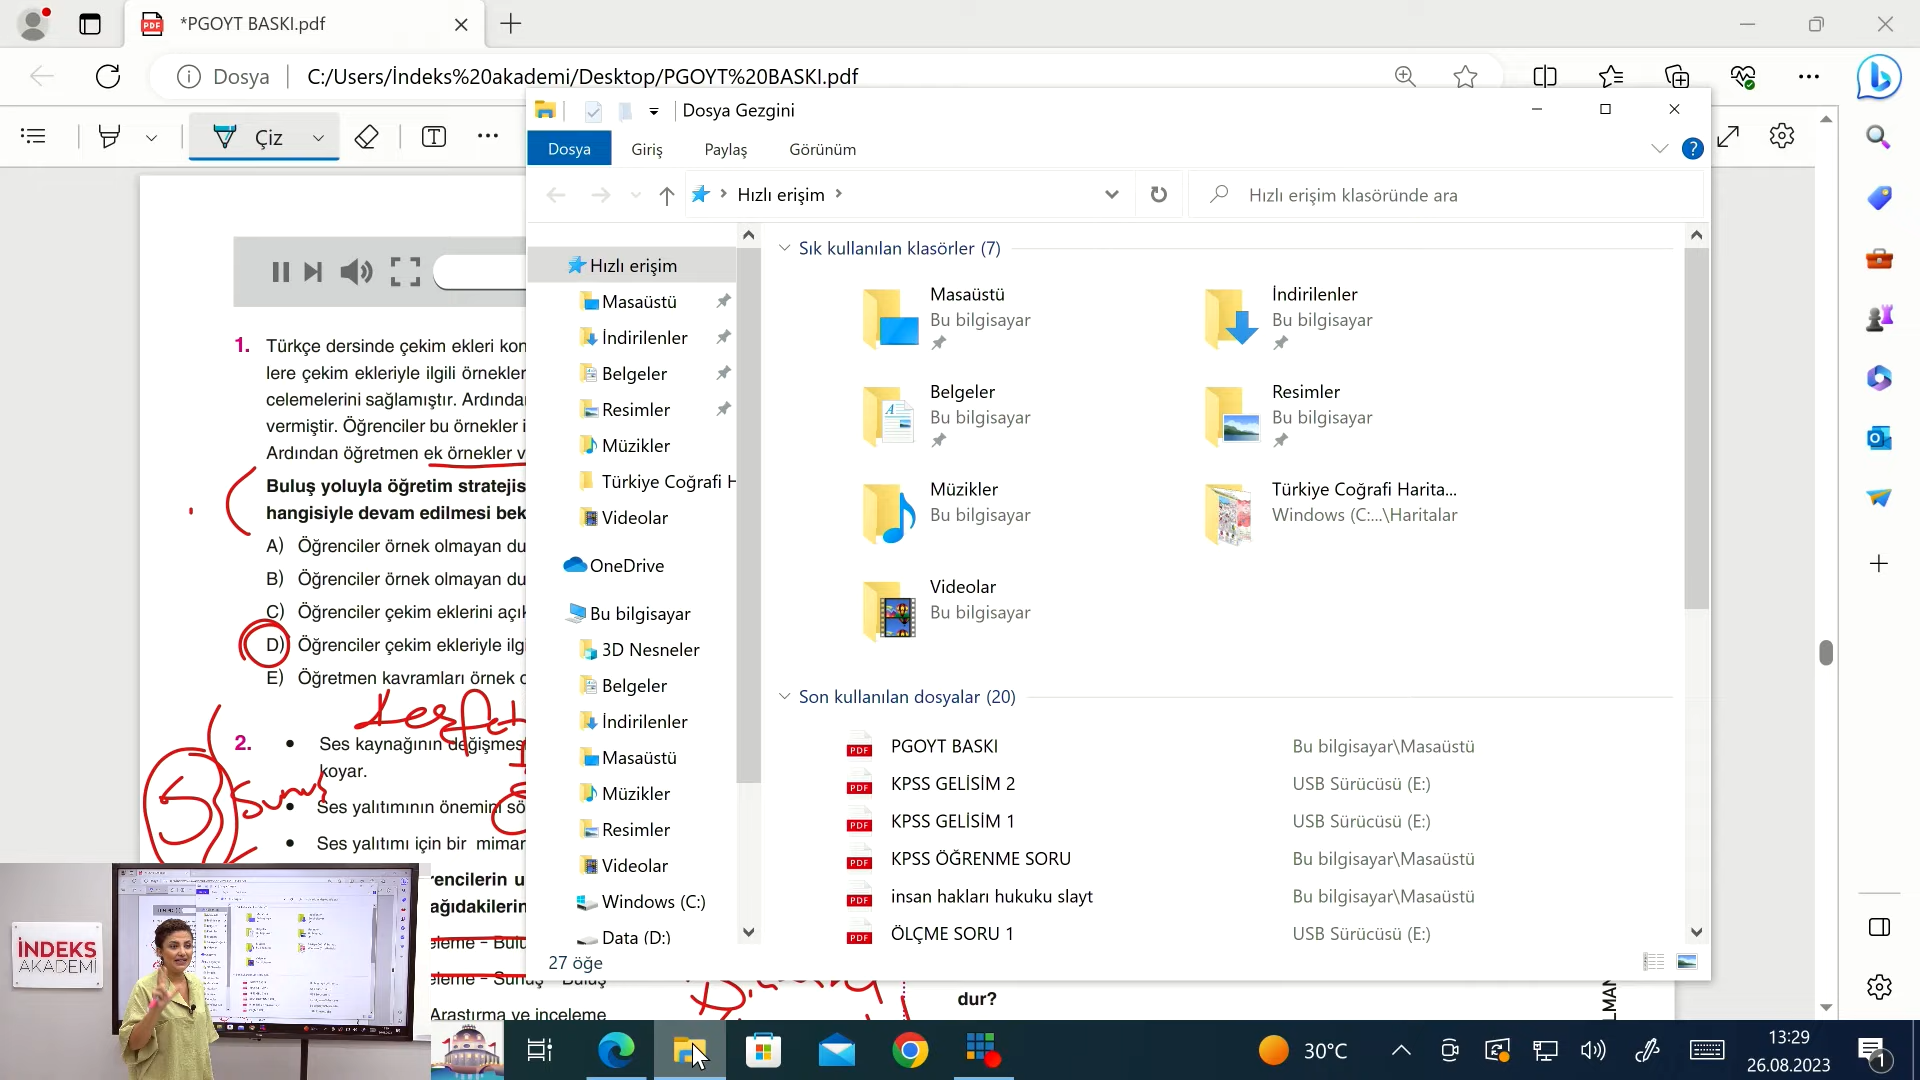 *PGOYT BASKI.pdf
Dosya
C:/Users/İndeks%20akademi/Desktop/PGOYT%20BASKI.pdf
Çiz
Dosya Gezgini
Dosya
Giriş
Paylaş
Görünüm
Hızlı erişim
Hızlı erişim klasöründe ara
Hızlı erişim
Masaüstü
İndirilenler
Belgeler
Resimler
Müzikler
Türkiye Coğrafi H
Videolar
OneDrive
Bu bilgisayar
3D Nesneler
Belgeler
İndirilenler
Masaüstü
Müzikler
Resimler
Videolar
Windows (C:)
Data (D:)
27 öğe
Sık kullanılan klasörler (7)
Masaüstü
Bu bilgisayar
İndirilenler
Bu bilgisayar
Belgeler
Bu bilgisayar
Resimler
Bu bilgisayar
Müzikler
Bu bilgisayar
Türkiye Coğrafi Harita...
Windows (C:...\Haritalar
Videolar
Bu bilgisayar
Son kullanılan dosyalar (20)
PGOYT BASKI Bu bilgisayar\Masaüstü
KPSS GELİSİM 2 USB Sürücüsü (E:)
KPSS GELİSİM 1 USB Sürücüsü (E:)
KPSS ÖĞRENME SORU Bu bilgisayar\Masaüstü
insan hakları hukuku slayt Bu bilgisayar\Masaüstü
ÖLÇME SORU 1 USB Sürücüsü (E:)
1. Türkçe dersinde çekim ekleri kon
lere çekim ekleriyle ilgili örnekler
celemelerini sağlamıştır. Ardında
vermiştir. Öğrenciler bu örnekler i
Ardından öğretmen ek örnekler v
Buluş yoluyla öğretim stratejis
hangisiyle devam edilmesi bek
A) Öğrenciler örnek olmayan du
B) Öğrenciler örnek olmayan du
C) Öğrenciler çekim eklerini açık
D) Öğrenciler çekim ekleriyle ilgi
E) Öğretmen kavramları örnek o
2. • Ses kaynağının değişmes
koyar.
Sunuş
• Ses yalıtımının önemini sö
• Ses yalıtımı için bir mimar
rencilerin u
ağıdakilerin
eleme – Bulu
eleme – Sunuş – Buluş
Araştırma ve inceleme
dur?
İNDEKS
AKADEMİ
30°C
13:29
26.08.2023
1